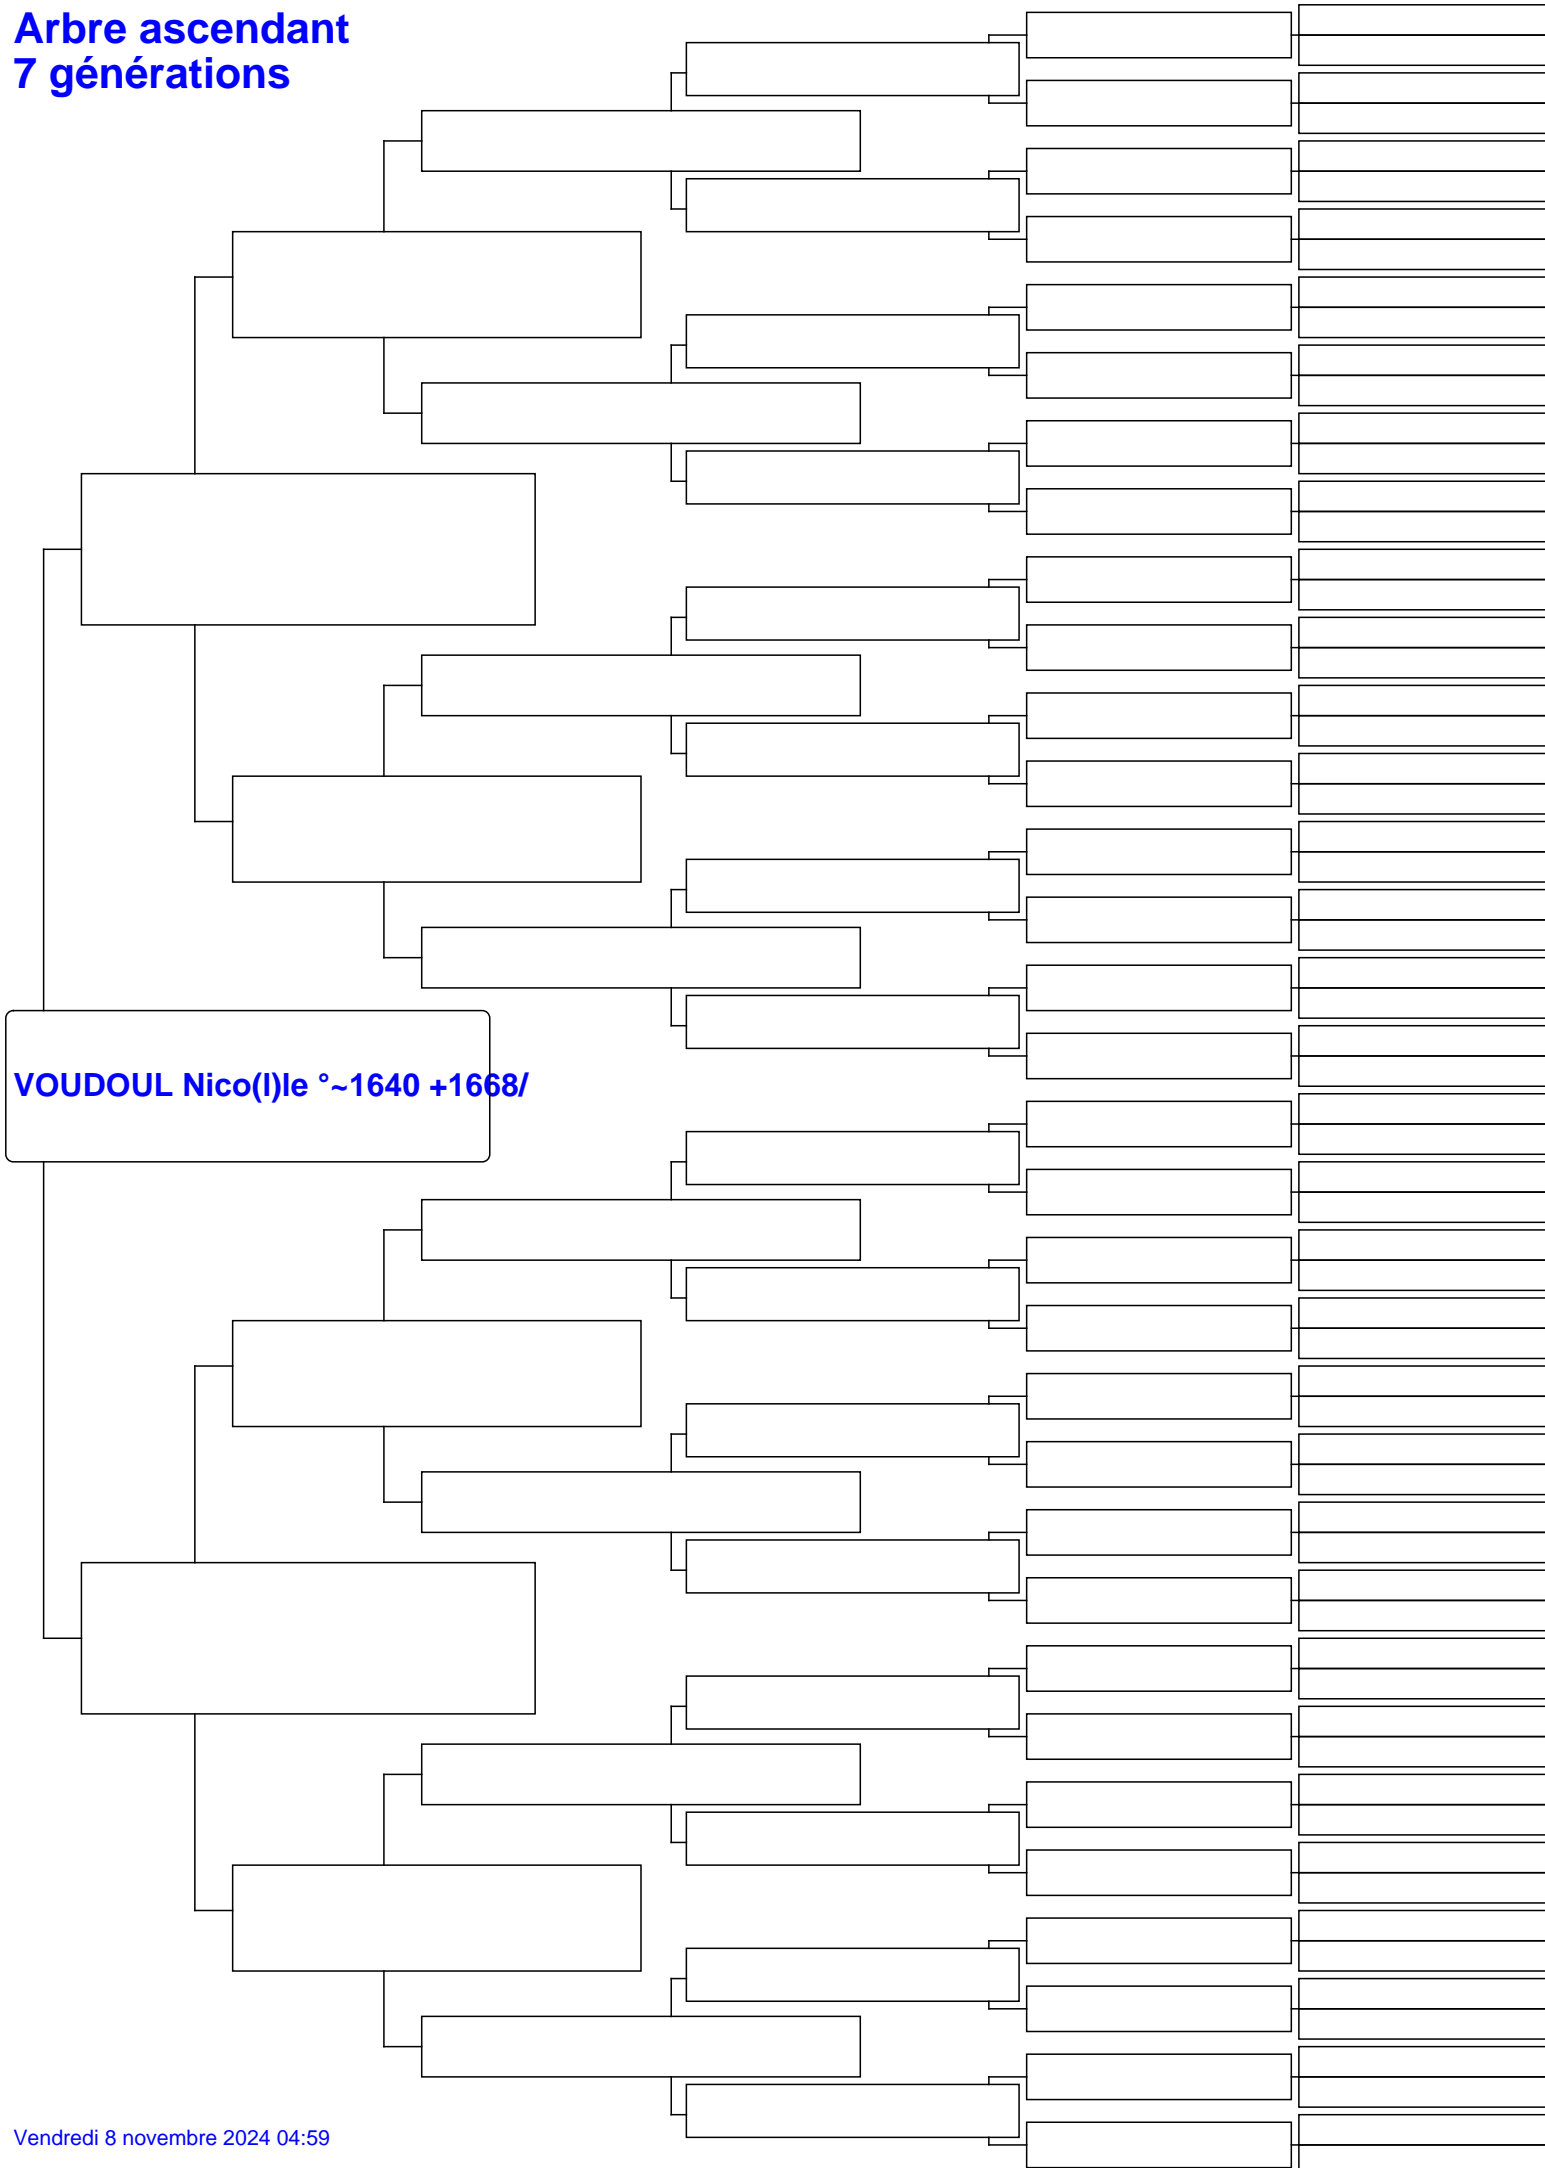 Arbre ascendant
7 générations
VOUDOUL Nico(l)le °~1640 +1668/
Vendredi 8 novembre 2024 04:59